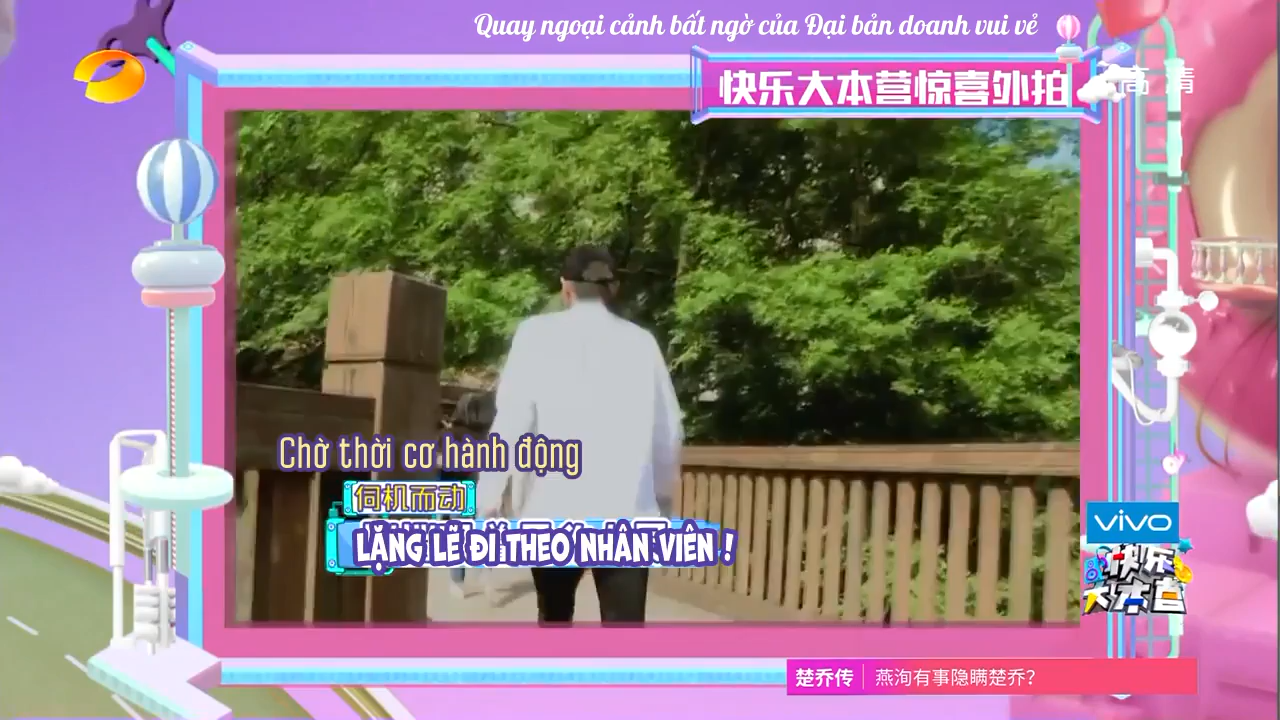 Quay ngoại cảnh bất ngờ của Đại bản doanh vui vẻ
快乐大本营惊喜外拍
高清
Chờ thời cơ hành động
伺机而动
LẶNG LẼ ĐI THEO NHÂN VIÊN !
vivo
快乐
大本营
楚乔传
燕洵有事隐瞒楚乔?